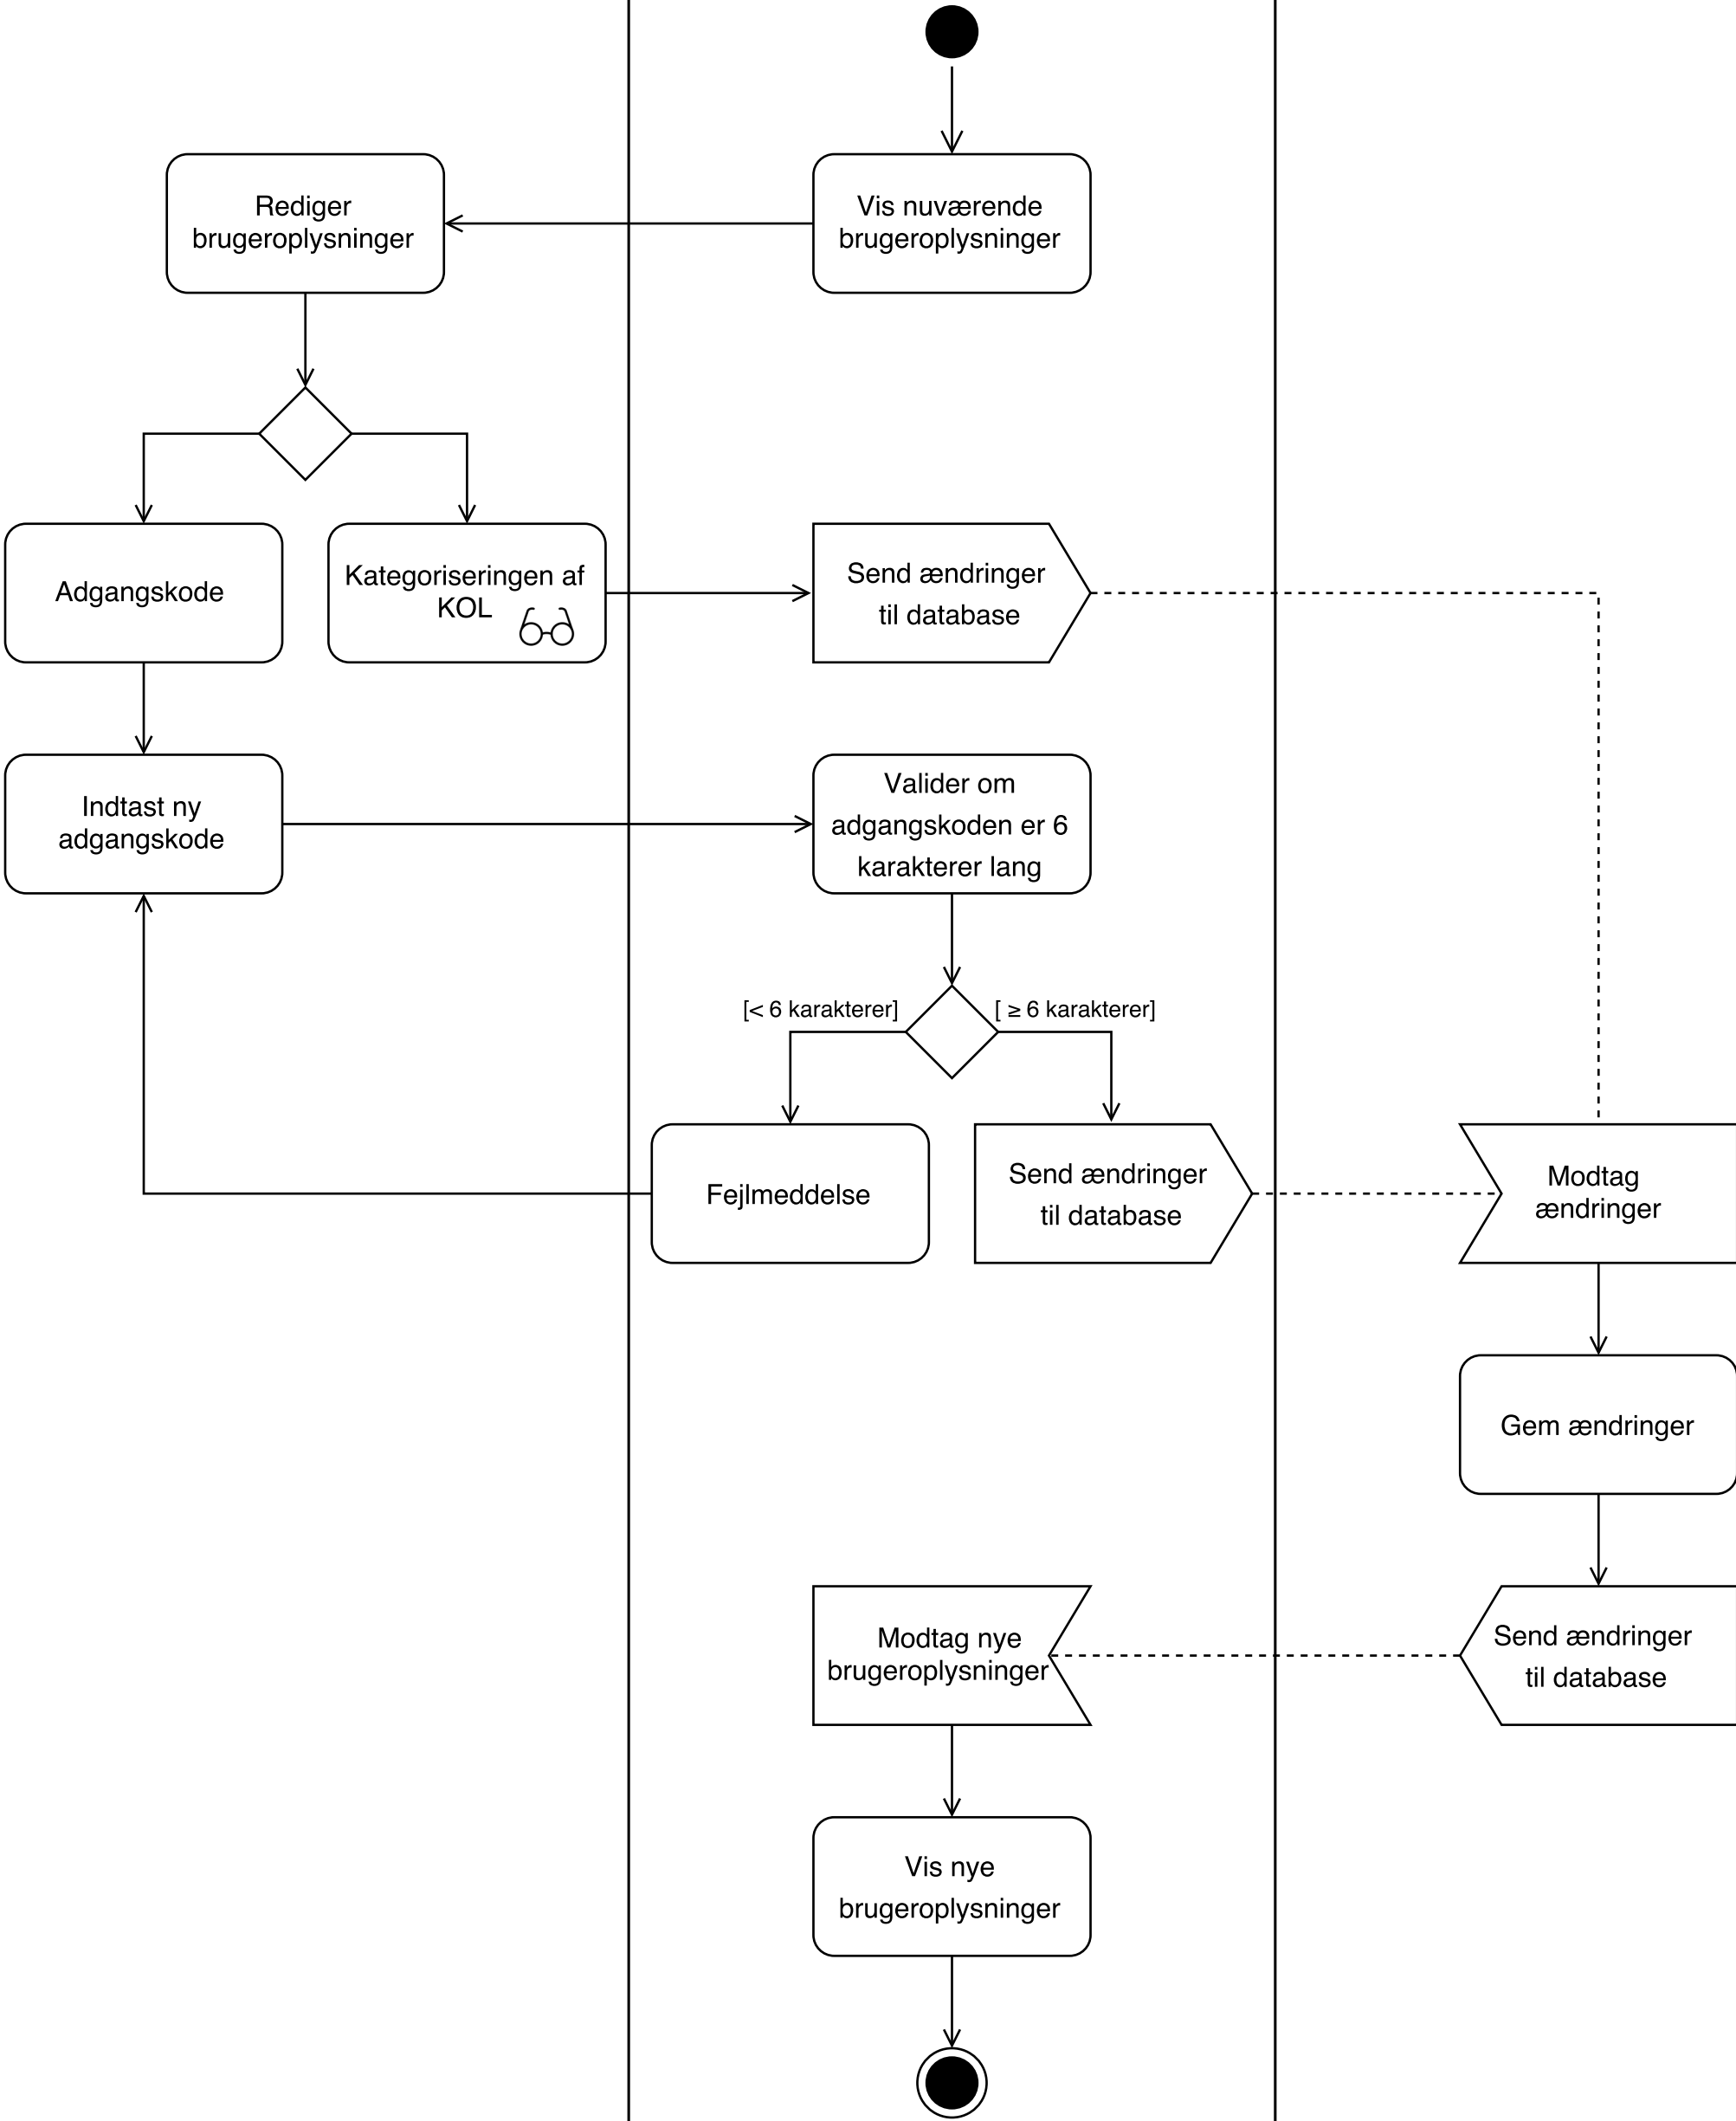 Vis nuværende
brugeroplysninger
Rediger
brugeroplysninger
Adgangskode
Kategoriseringen af
KOL
Send ændringer
til database
Indtast ny
adgangskode
Valider om
adgangskoden er 6
karakterer lang
[< 6 karakterer]
[ ≥ 6 karakterer]
Fejlmeddelse
Send ændringer
til database
Modtag
ændringer
Gem ændringer
Send ændringer
til database
Modtag nye
brugeroplysninger
Vis nye
brugeroplysninger